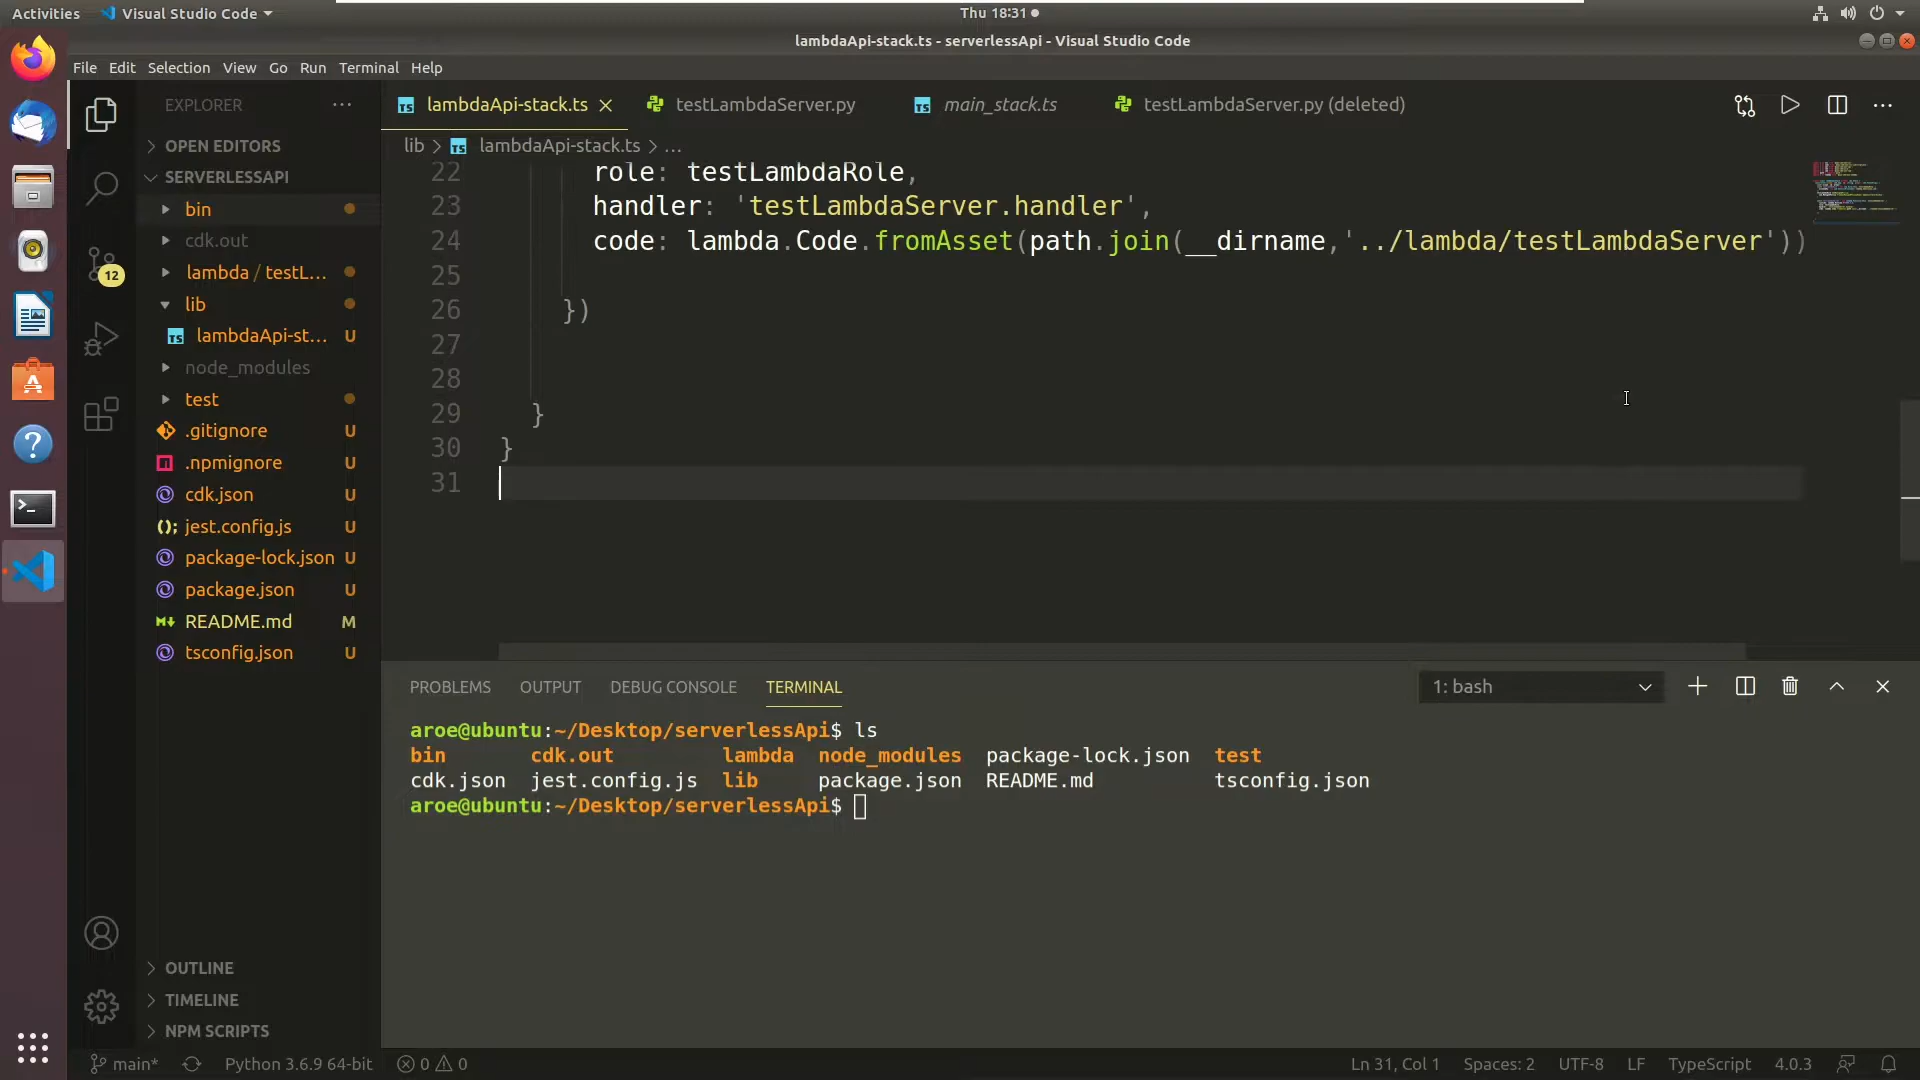 Activities
Visual Studio Code
Thu 18:31
lambdaApi-stack.ts - serverlessApi - Visual Studio Code
File Edit Selection View Go Run Terminal Help
EXPLORER
OPEN EDITORS
SERVERLESSAPI
bin
cdk.out
lambda / testL...
lib
lambdaApi-st... U
node_modules
test
.gitignore U
.npmignore U
cdk.json U
jest.config.js U
package-lock.json U
package.json U
README.md M
tsconfig.json U
OUTLINE
TIMELINE
NPM SCRIPTS
12
lambdaApi-stack.ts
testLambdaServer.py
main_stack.ts
testLambdaServer.py (deleted)
lib > lambdaApi-stack.ts > ...
22 role: testLambdaRole,
23 handler: 'testLambdaServer.handler',
24 code: lambda.Code.fromAsset(path.join(__dirname,'../lambda/testLambdaServer'))
25
26 })
27
28
29 }
30 }
31
PROBLEMS OUTPUT DEBUG CONSOLE TERMINAL
1: bash
aroe@ubuntu:~/Desktop/serverlessApi$ ls
bin cdk.out lambda node_modules package-lock.json test
cdk.json jest.config.js lib package.json README.md tsconfig.json
aroe@ubuntu:~/Desktop/serverlessApi$
main* Python 3.6.9 64-bit 0 0 Ln 31, Col 1 Spaces: 2 UTF-8 LF TypeScript 4.0.3